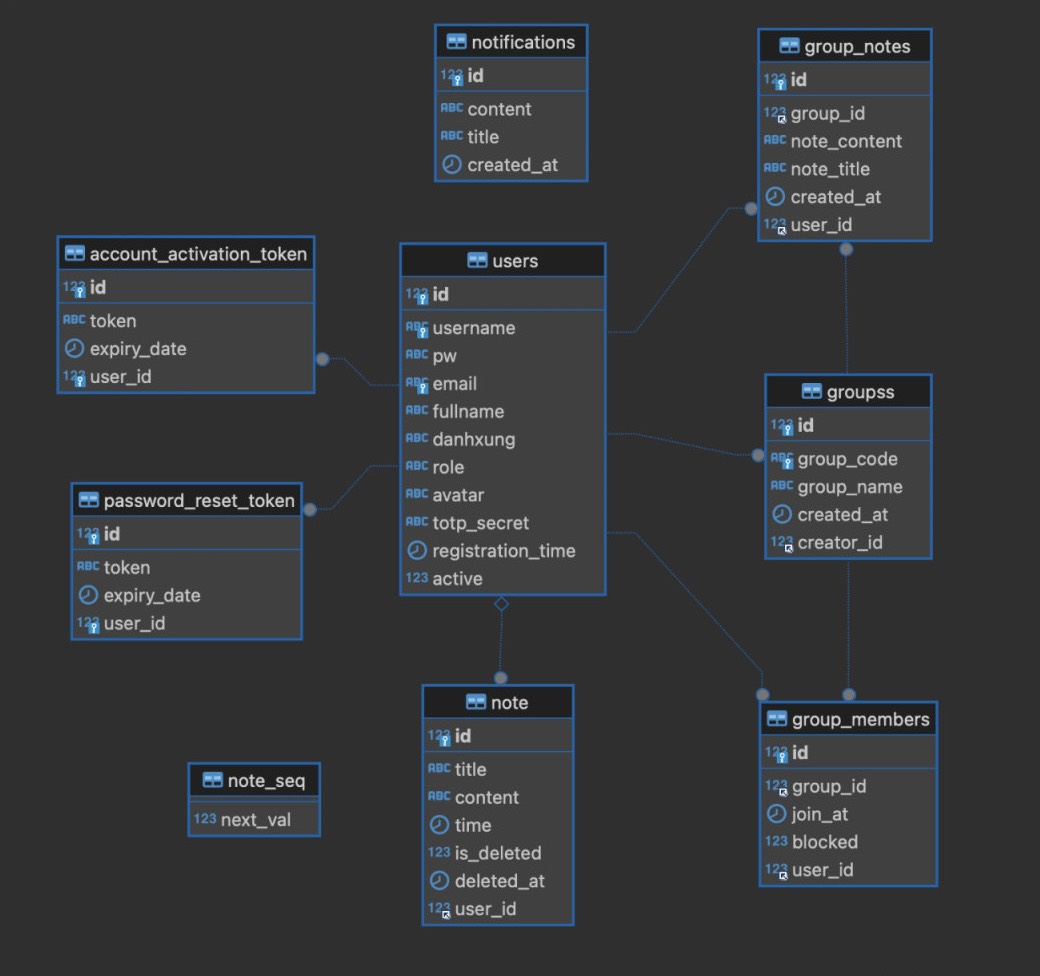 notifications
123 id
ABC content
ABC title
created_at
group_notes
123 id
123 group_id
ABC note_content
ABC note_title
created_at
123 user_id
account_activation_token
123 id
ABC token
expiry_date
123 user_id
users
123 id
ABC username
ABC pw
ABC email
ABC fullname
ABC danhxung
ABC role
ABC avatar
ABC totp_secret
registration_time
123 active
groupss
123 id
ABC group_code
ABC group_name
created_at
123 creator_id
password_reset_token
123 id
ABC token
expiry_date
123 user_id
note
123 id
ABC title
ABC content
time
123 is_deleted
deleted_at
123 user_id
group_members
123 id
123 group_id
join_at
123 blocked
123 user_id
note_seq
123 next_val